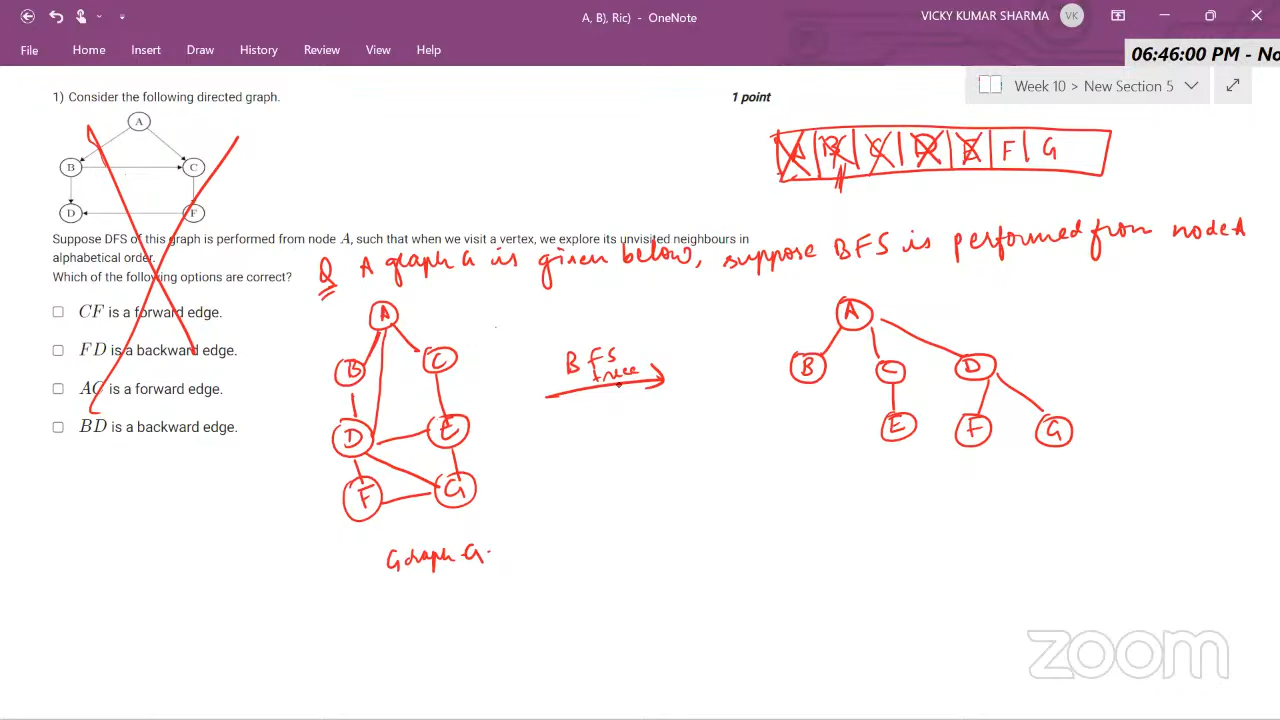 A, B), Ric) - OneNote
VICKY KUMAR SHARMA
VK
File Home Insert Draw History Review View Help
06:46:00 PM - No
Week 10 > New Section 5
1) Consider the following directed graph.
1 point
A
B C
D F
A B C D E F G
Suppose DFS of this graph is performed from node A, such that when we visit a vertex, we explore its unvisited neighbours in
alphabetical order.
Which of the following options are correct?
CF is a forward edge.
FD is a backward edge.
AC is a forward edge.
BD is a backward edge.
Q A graph G is given below, suppose BFS is performed from node A
A
B C
D E
F G
Graph G.
BFS
tree
A
B C D
E F G
zoom